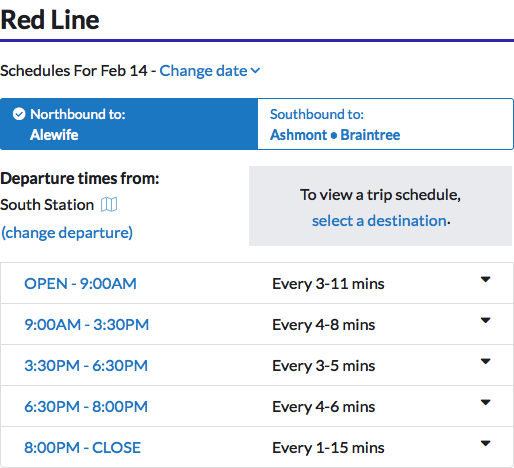 Red Line
Schedules For Feb 14 - Change date
Northbound to:
Alewife
Southbound to:
Ashmont • Braintree
Departure times from:
South Station
(change departure)
To view a trip schedule,
select a destination.
OPEN - 9:00AM Every 3-11 mins
9:00AM - 3:30PM Every 4-8 mins
3:30PM - 6:30PM Every 3-5 mins
6:30PM - 8:00PM Every 4-6 mins
8:00PM - CLOSE Every 1-15 mins